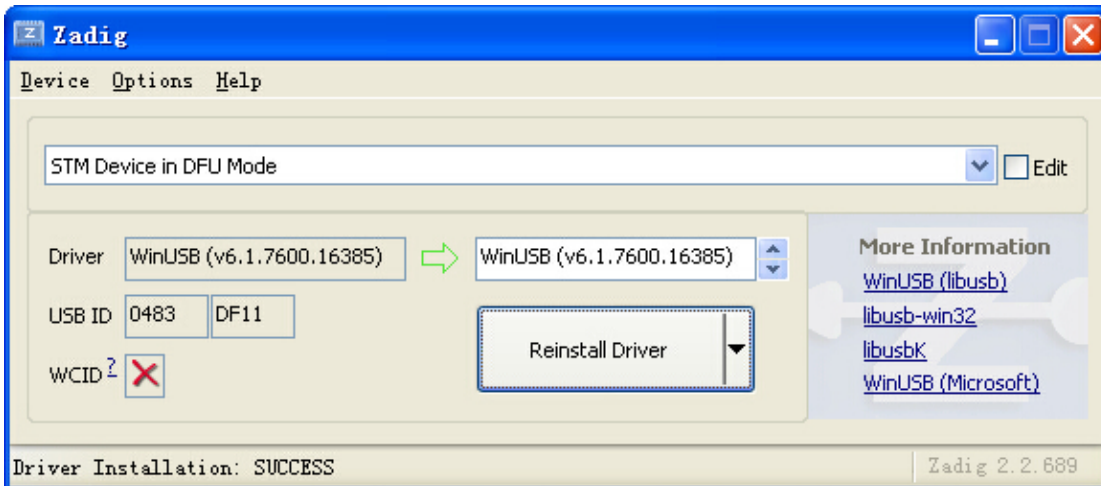 Zadig
Device Options Help
STM Device in DFU Mode
Edit
Driver WinUSB (v6.1.7600.16385) WinUSB (v6.1.7600.16385)
USB ID 0483 DF11
WCID ?
Reinstall Driver
More Information
WinUSB (libusb)
libusb-win32
libusbK
WinUSB (Microsoft)
Driver Installation: SUCCESS
Zadig 2.2.689